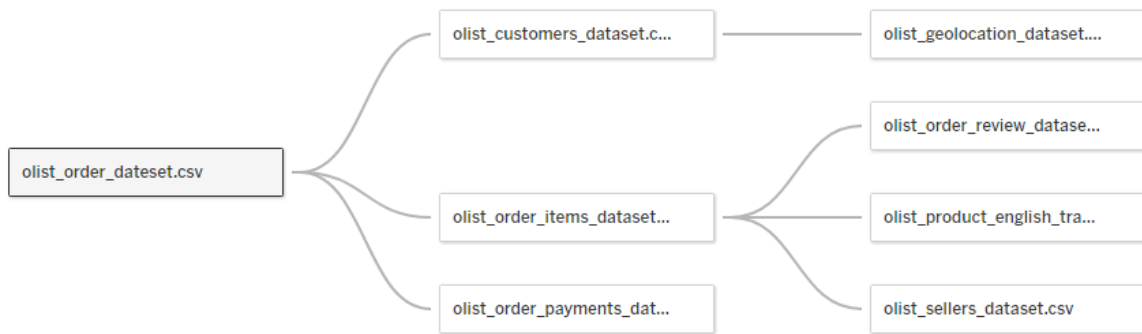 olist_customers_dataset.c...
olist_geolocation_dataset....
olist_order_review_datase...
olist_order_dateset.csv
olist_order_items_dataset...
olist_product_english_tra...
olist_order_payments_dat...
olist_sellers_dataset.csv